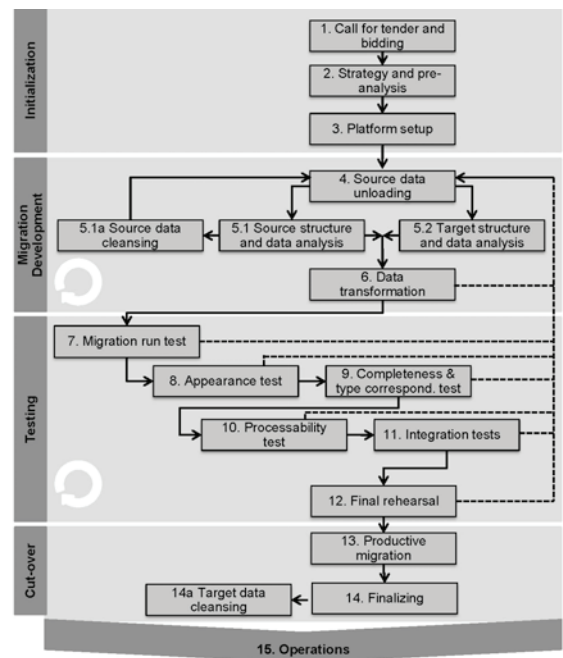 Initialization
1. Call for tender and
bidding
2. Strategy and pre-
analysis
3. Platform setup
Migration
Development
4. Source data
unloading
5.1a Source data
cleansing
5.1 Source structure
and data analysis
5.2 Target structure
and data analysis
6. Data
transformation
Testing
7. Migration run test
8. Appearance test
9. Completeness &
type correspond. test
10. Processability
test
11. Integration tests
12. Final rehearsal
Cut-over
13. Productive
migration
14a Target data
cleansing
14. Finalizing
15. Operations